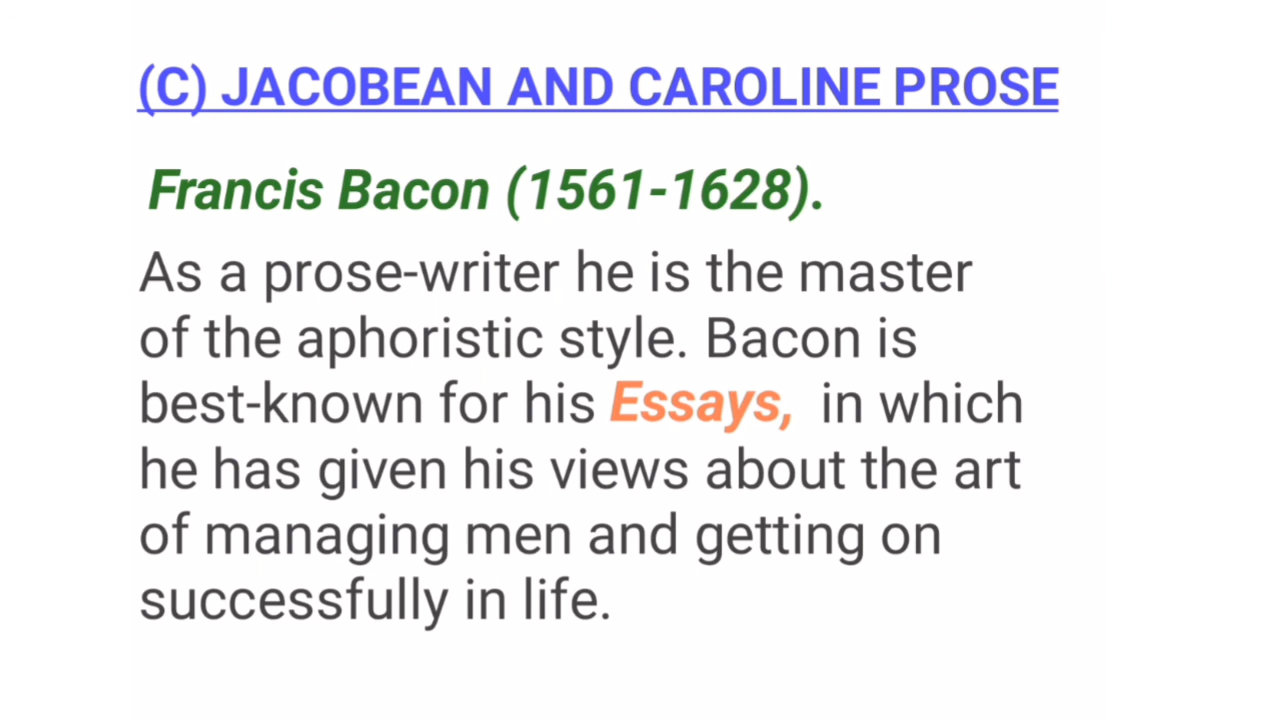 (C) JACOBEAN AND CAROLINE PROSE
Francis Bacon (1561-1628).
As a prose-writer he is the master
of the aphoristic style. Bacon is
best-known for his Essays, in which
he has given his views about the art
of managing men and getting on
successfully in life.